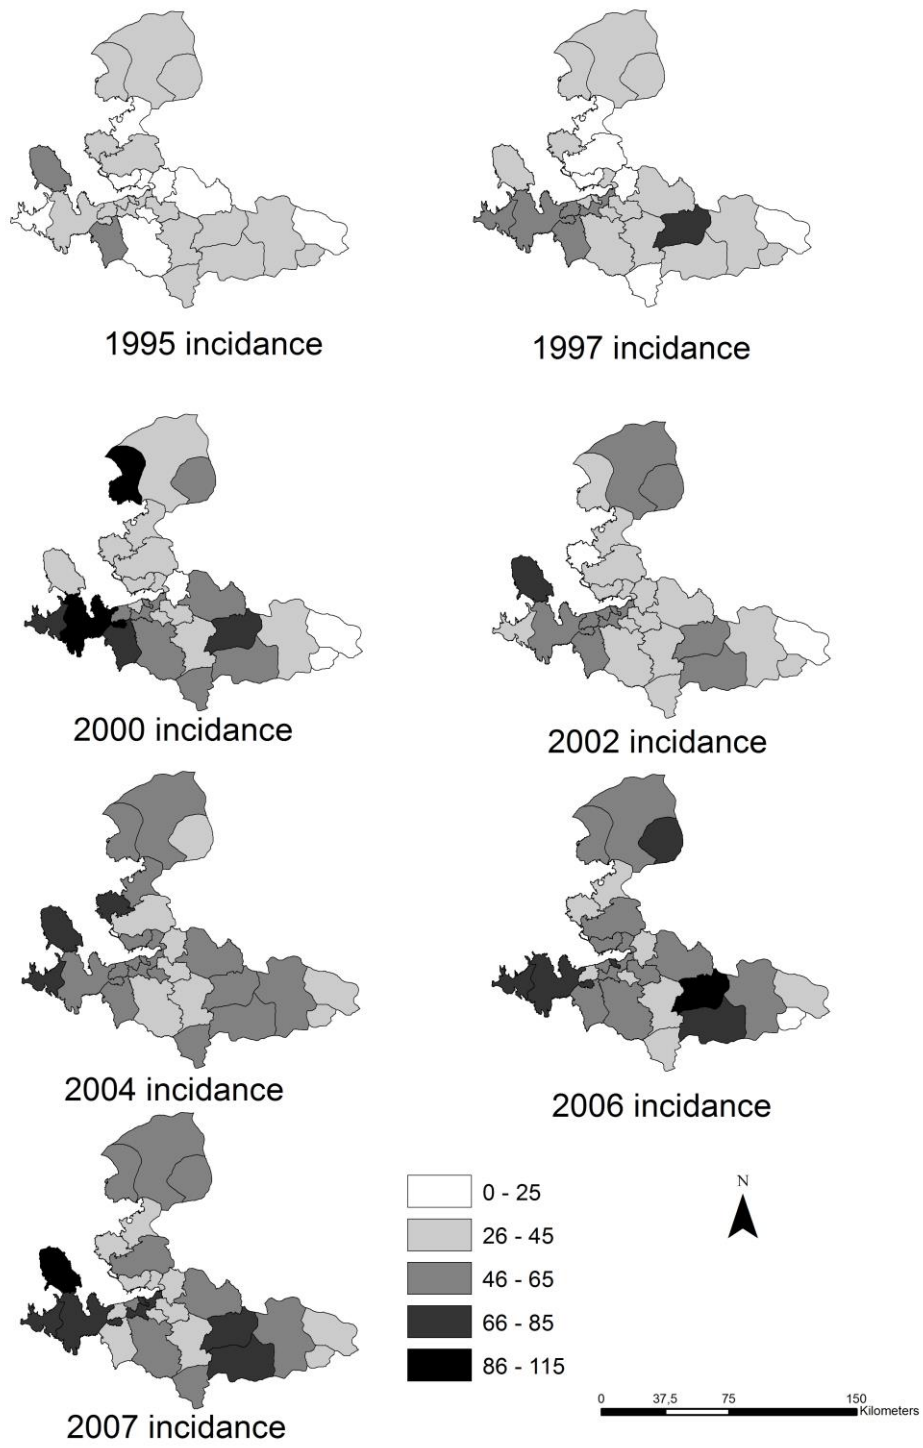 1995 incidance
1997 incidance
2000 incidance
2002 incidance
2004 incidance
2006 incidance
2007 incidance
0 - 25
26 - 45
46 - 65
66 - 85
86 - 115
N
0 37,5 75 150
Kilometers